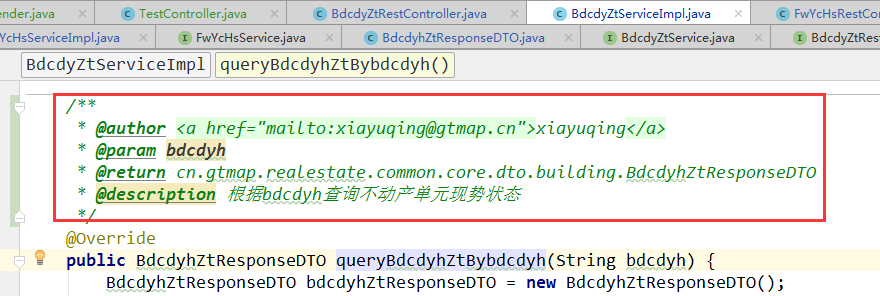 ender.java TestController.java BdcdyZtRestController.java BdcdyZtServiceImpl.java FwYcHsRestCo
YcHsServiceImpl.java FwYcHsService.java BdcdyhZtResponseDTO.java BdcdyZtService.java BdcdyZtRest
BdcdyZtServiceImpl queryBdcdyhZtBybdcdyh()
/**
* @author <a href="mailto:xiayuqing@gtmap.cn">xiayuqing</a>
* @param bdcdyh
* @return cn.gtmap.realestate.common.core.dto.building.BdcdyhZtResponseDTO
* @description 根据bdcdyh查询不动产单元现势状态
*/
@Override
public BdcdyhZtResponseDTO queryBdcdyhZtBybdcdyh(String bdcdyh) {
BdcdyhZtResponseDTO bdcdyhZtResponseDTO = new BdcdyhZtResponseDTO();